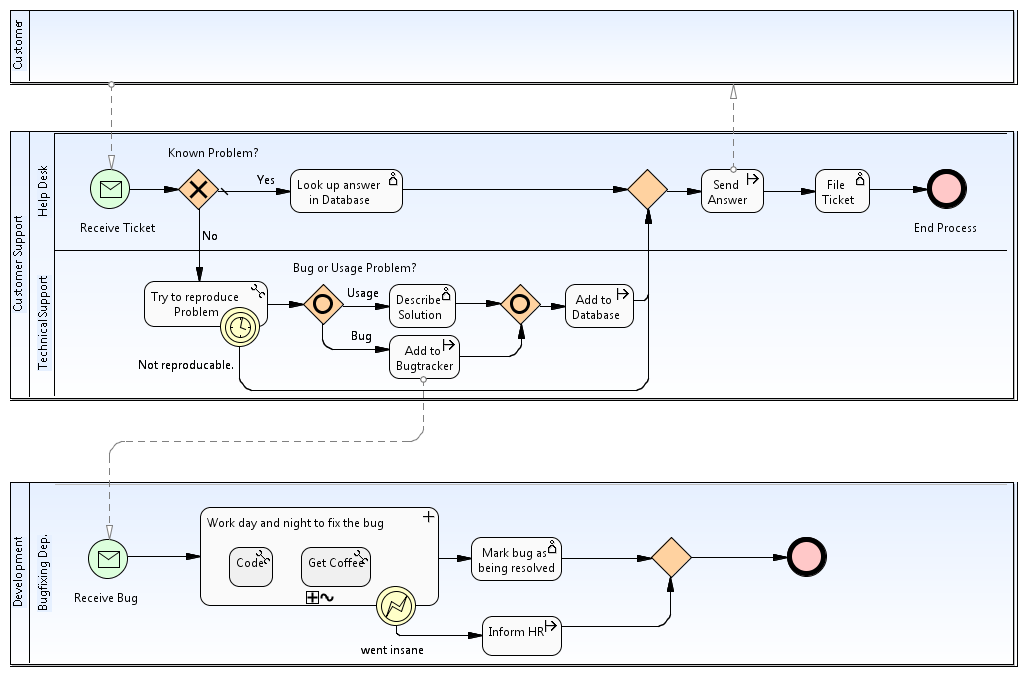 Customer
Customer Support
Help Desk
Known Problem?
Yes
Look up answer
in Database
Send
Answer
File
Ticket
Receive Ticket
End Process
No
TechnicalSupport
Bug or Usage Problem?
Try to reproduce
Problem
Usage
Describe
Solution
Add to
Database
Bug
Add to
Bugtracker
Not reproducable.
Development
Bugfixing Dep.
Work day and night to fix the bug
Code
Get Coffee
Mark bug as
being resolved
Receive Bug
Inform HR
went insane